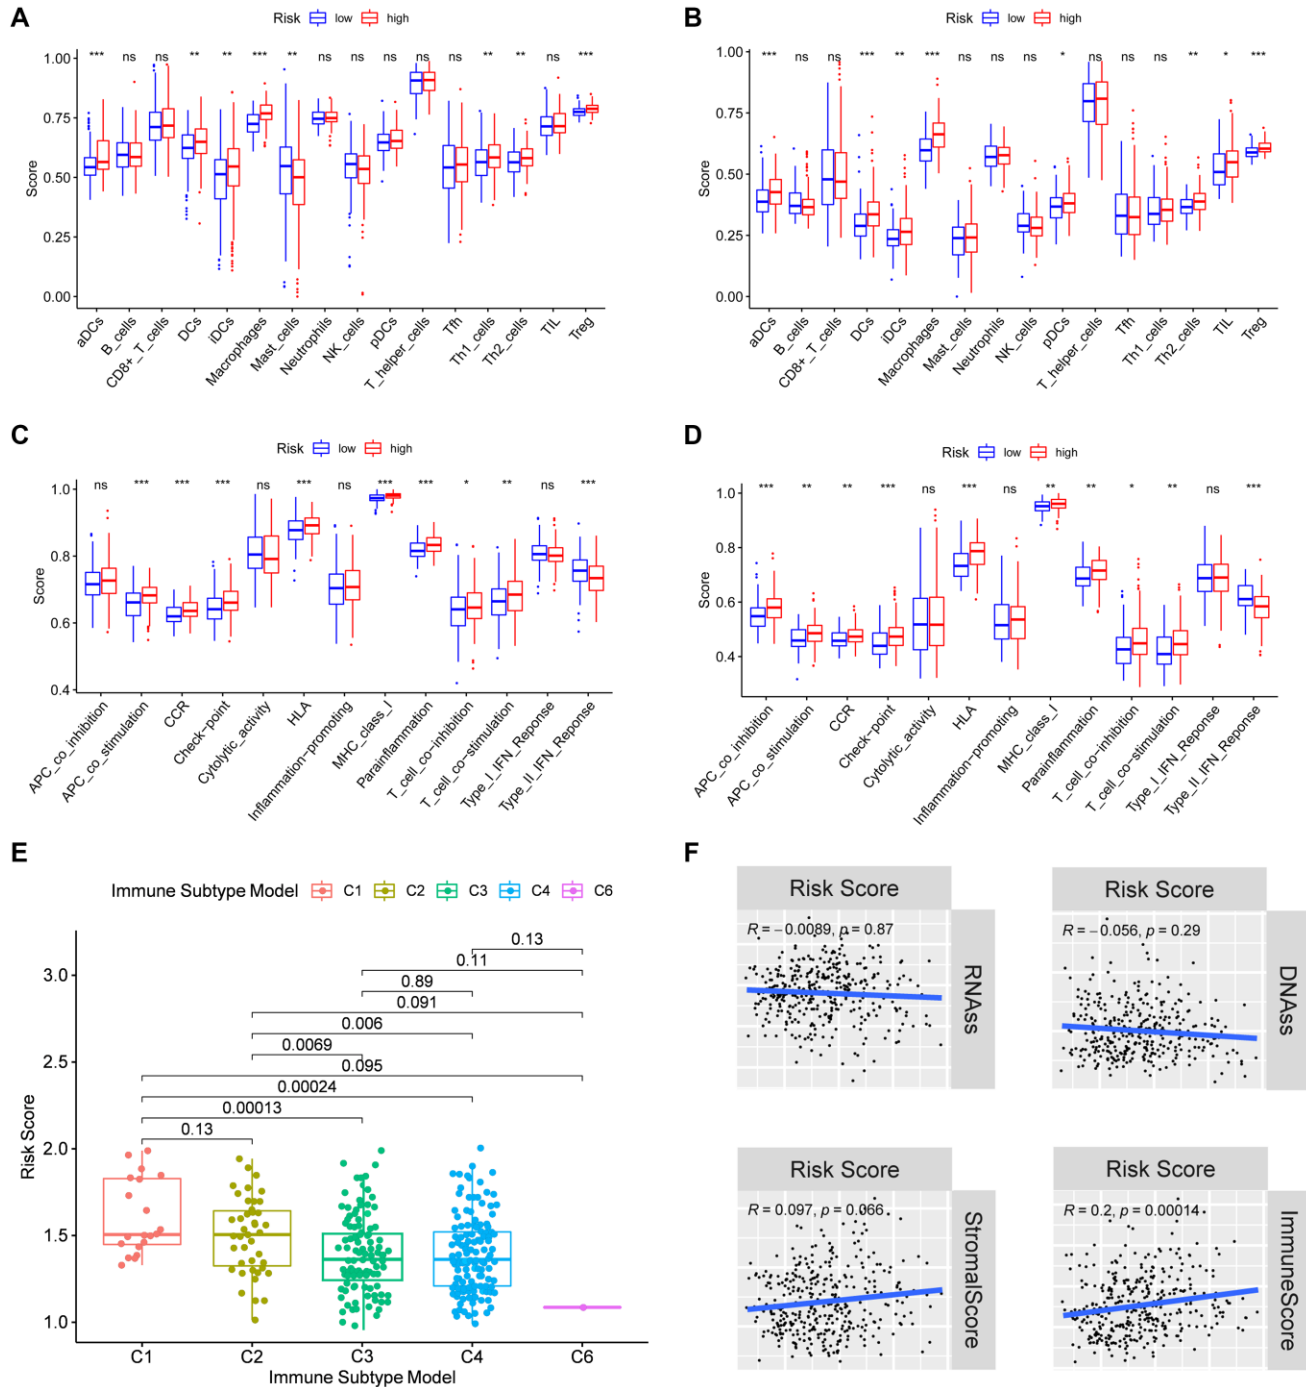 A
Risk low high
*** ns ns ** ** *** ** ns ns ns ns ns ** ** ns ***
Score
1.00
0.75
0.50
0.25
0.00
aDCs
B_cells
CD8+_T_cells
DCs
iDCs
Macrophages
Mast_cells
Neutrophils
NK_cells
pDCs
T_helper_cells
Tfh
Th1_cells
Th2_cells
TIL
Treg
B
Risk low high
*** ns ns *** ** *** ns ns ns * ns ns ns ** * ***
Score
1.00
0.75
0.50
0.25
0.00
aDCs
B_cells
CD8+_T_cells
DCs
iDCs
Macrophages
Mast_cells
Neutrophils
NK_cells
pDCs
T_helper_cells
Tfh
Th1_cells
Th2_cells
TIL
Treg
C
Risk low high
ns *** *** *** ns *** ns *** *** * ** ns ***
Score
1.0
0.8
0.6
0.4
APC_co_inhibition
APC_co_stimulation
CCR
Check-point
Cytolytic_activity
HLA
Inflammation-promoting
MHC_class_I
Parainflammation
T_cell_co-inhibition
T_cell_co-stimulation
Type_I_IFN_Reponse
Type_II_IFN_Reponse
D
Risk low high
*** ** ** *** ns *** ns ** ** * ** ns ***
Score
1.0
0.8
0.6
0.4
APC_co_inhibition
APC_co_stimulation
CCR
Check-point
Cytolytic_activity
HLA
Inflammation-promoting
MHC_class_I
Parainflammation
T_cell_co-inhibition
T_cell_co-stimulation
Type_I_IFN_Reponse
Type_II_IFN_Reponse
E
Immune Subtype Model C1 C2 C3 C4 C6
Risk Score
3.0
2.5
2.0
1.5
1.0
0.13
0.11
0.89
0.091
0.006
0.0069
0.095
0.00024
0.00013
0.13
C1 C2 C3 C4 C6
Immune Subtype Model
F
Risk Score
R = −0.0089, p = 0.87
RNAss
Risk Score
R = −0.056, p = 0.29
DNAss
Risk Score
R = 0.097, p = 0.066
StromalScore
Risk Score
R = 0.2, p = 0.00014
ImmuneScore